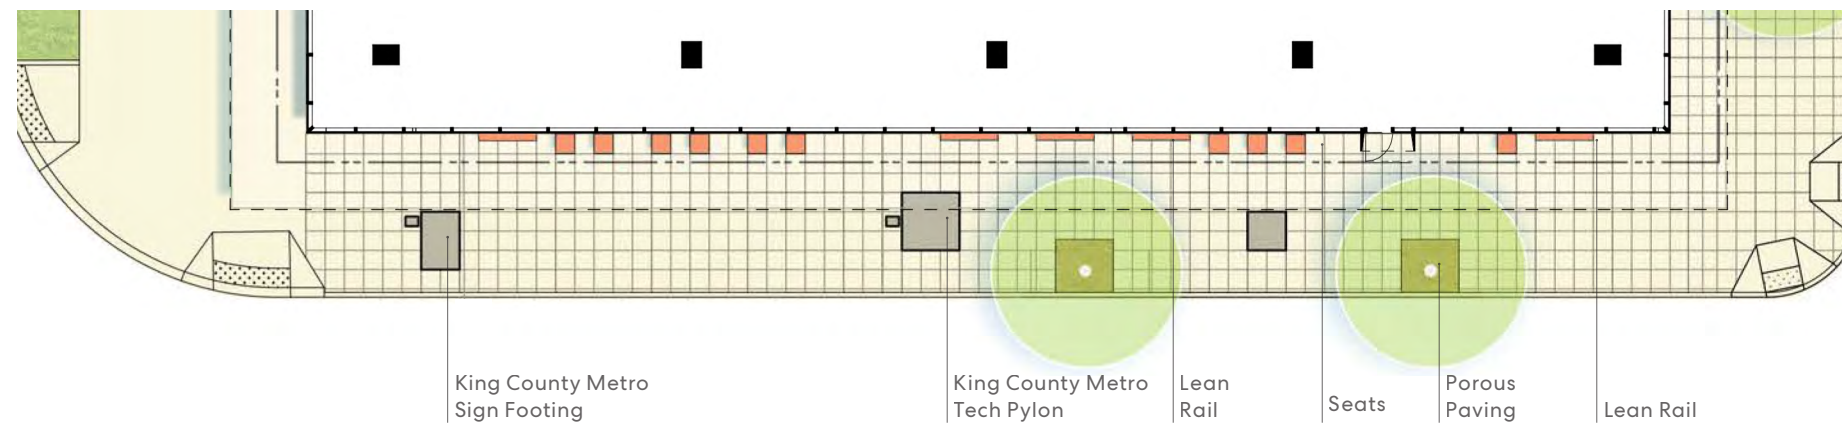 King County Metro
Sign Footing
King County Metro
Tech Pylon
Lean
Rail
Seats
Porous
Paving
Lean Rail